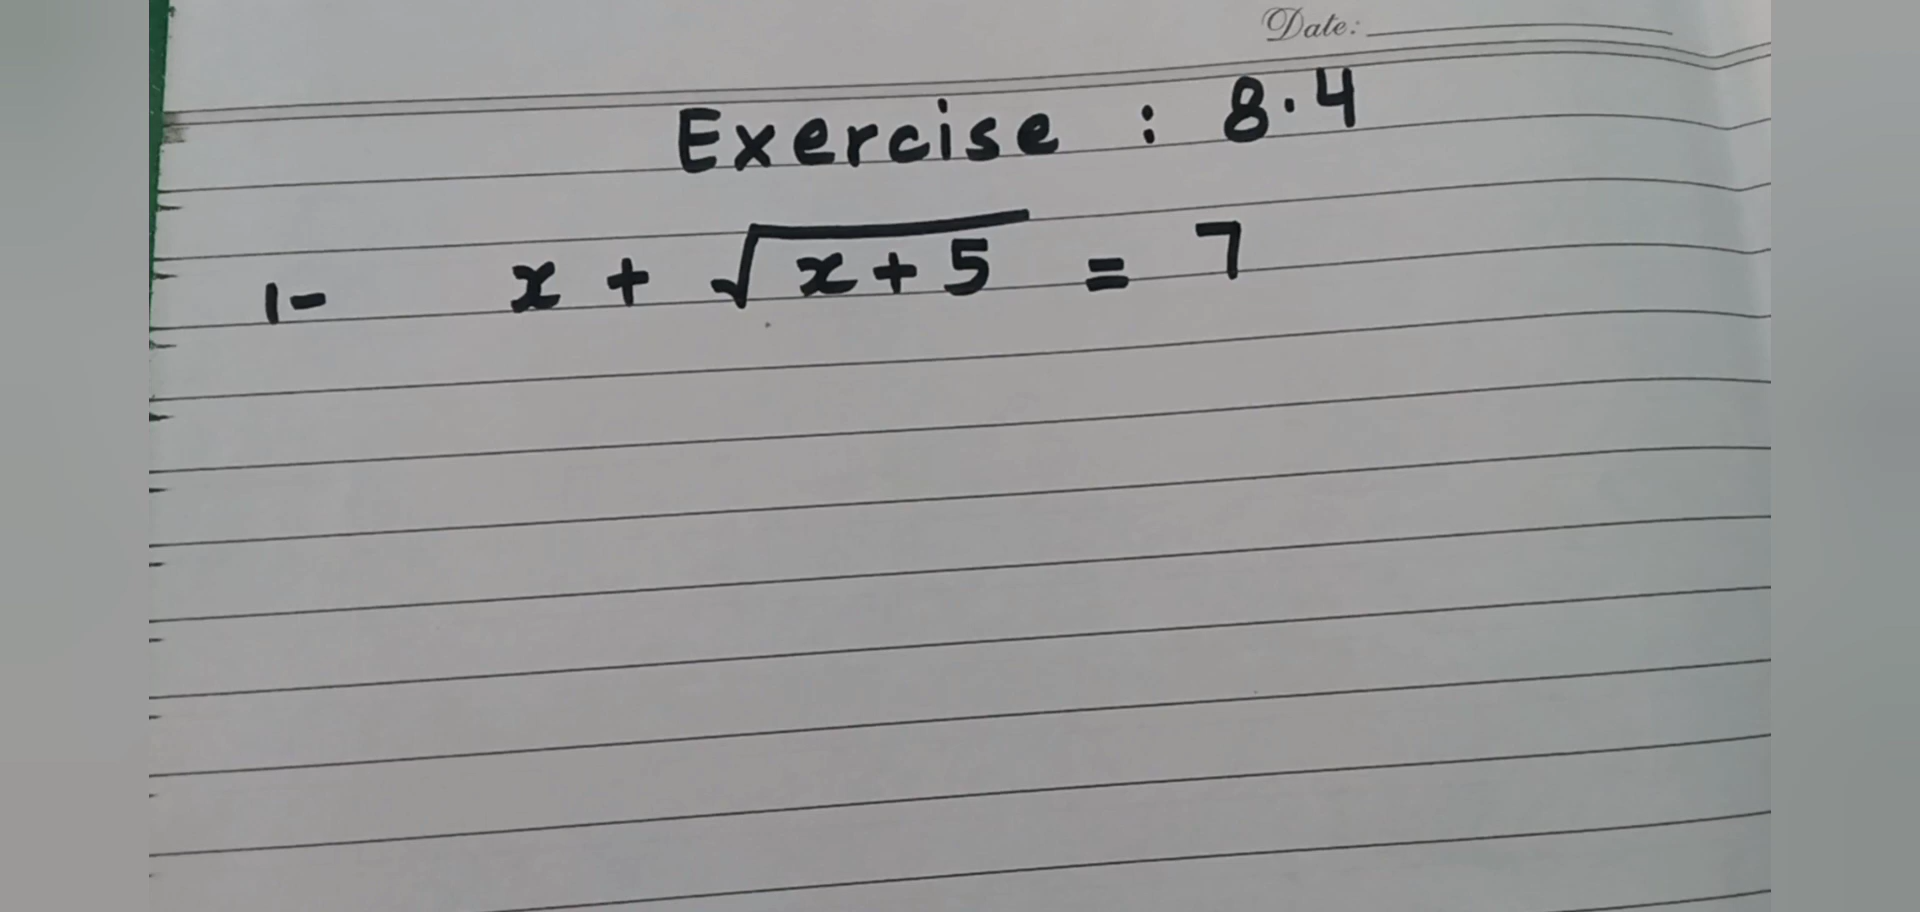 Date:
Exercise : 8.4
1- x + √x+5 = 7